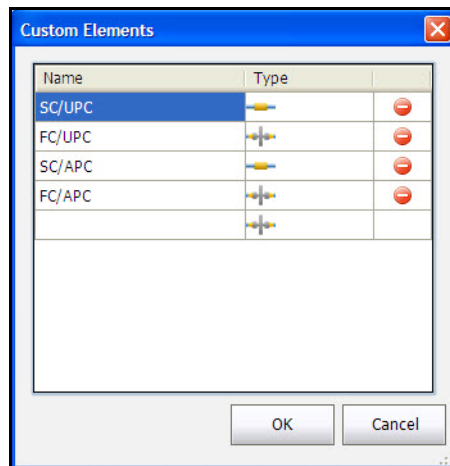 Custom Elements
Name Type
SC/UPC
FC/UPC
SC/APC
FC/APC
OK Cancel